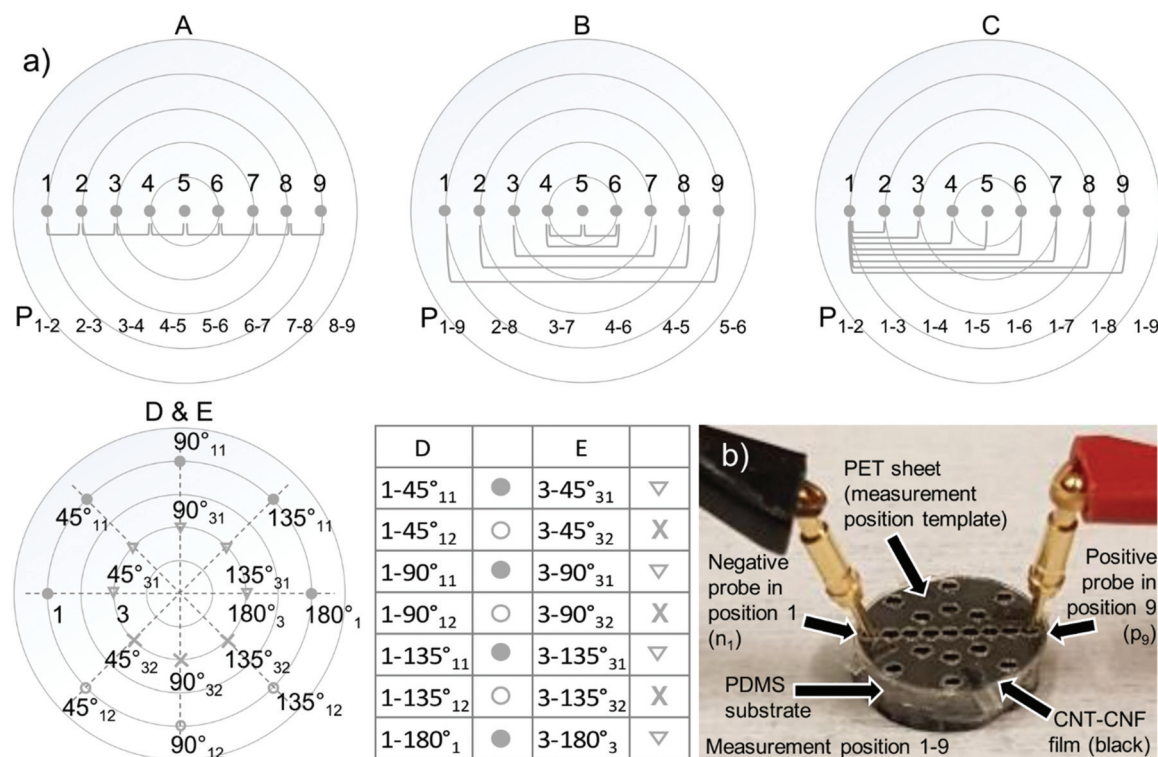 a)
A
1 2 3 4 5 6 7 8 9
P1-2 2-3 3-4 4-5 5-6 6-7 7-8 8-9
B
1 2 3 4 5 6 7 8 9
P1-9 2-8 3-7 4-6 4-5 5-6
C
1 2 3 4 5 6 7 8 9
P1-2 1-3 1-4 1-5 1-6 1-7 1-8 1-9
D & E
90°11
45°11
90°31
135°11
45°31
135°31
1
3
180°3
180°1
45°32
135°32
90°32
45°12
135°12
90°12
D E
1-45°11 3-45°31
1-45°12 3-45°32 X
1-90°11 3-90°31
1-90°12 3-90°32 X
1-135°11 3-135°31
1-135°12 3-135°32 X
1-180°1 3-180°3
b)
PET sheet
(measurement
position template)
Negative
probe in
position 1
(n1)
Positive
probe in
position 9
(p9)
PDMS
substrate
CNT-CNF
film (black)
Measurement position 1-9